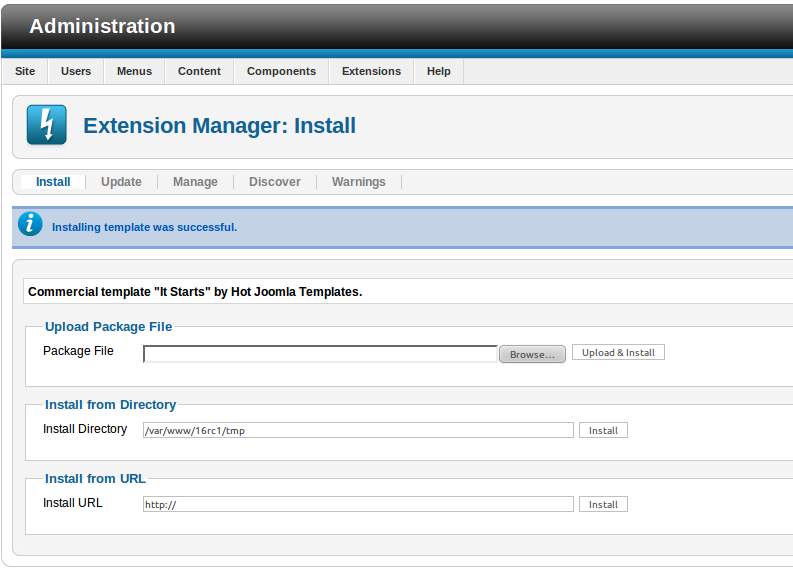 Administration
Site Users Menus Content Components Extensions Help
Extension Manager: Install
Install Update Manage Discover Warnings
Installing template was successful.
Commercial template "It Starts" by Hot Joomla Templates.
Upload Package File
Package File Browse... Upload & Install
Install from Directory
Install Directory /var/www/16rc1/tmp Install
Install from URL
Install URL http:// Install